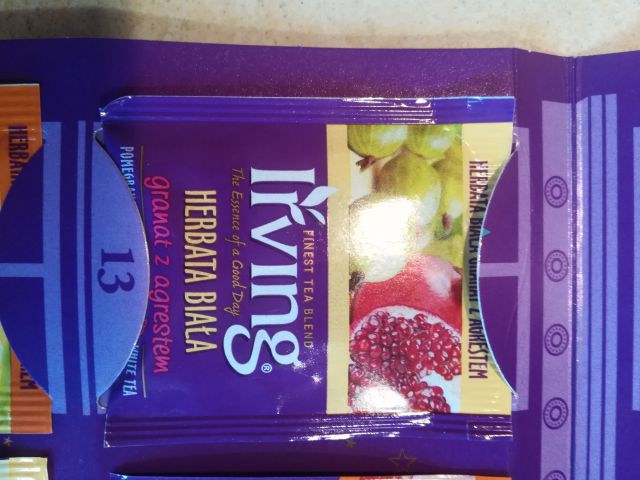 HERBATA BIAŁA GRANAT Z AGRESTEM
Irving
FINEST TEA BLEND
The Essence of a Good Day
HERBATA BIAŁA
granat z agrestem
WHITE TEA
13
HERBATA